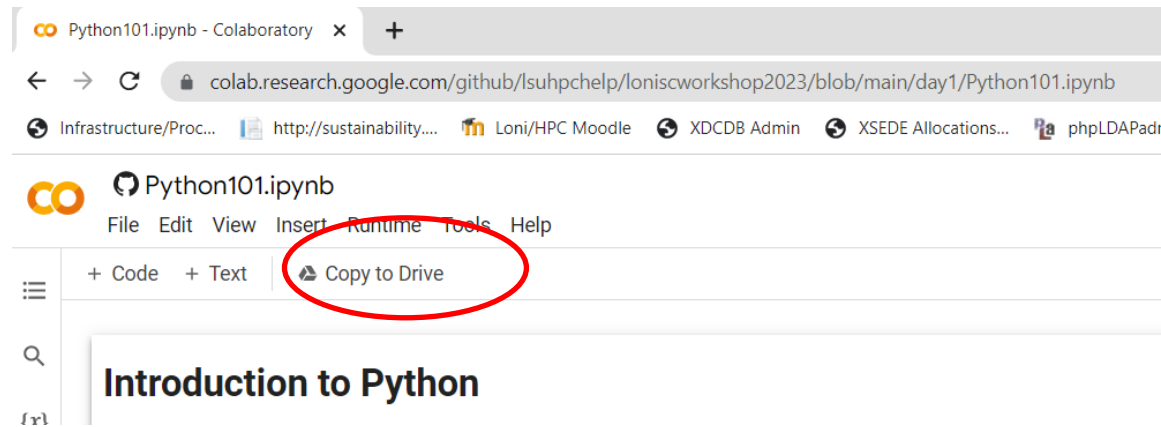 Python101.ipynb - Colaboratory
colab.research.google.com/github/lsuhpchelp/loniscworkshop2023/blob/main/day1/Python101.ipynb
Infrastructure/Proc... http://sustainability.... Loni/HPC Moodle XDCDB Admin XSEDE Allocations... phpLDAPadr
Python101.ipynb
File Edit View Insert Runtime Tools Help
+ Code + Text Copy to Drive
Introduction to Python
{x}